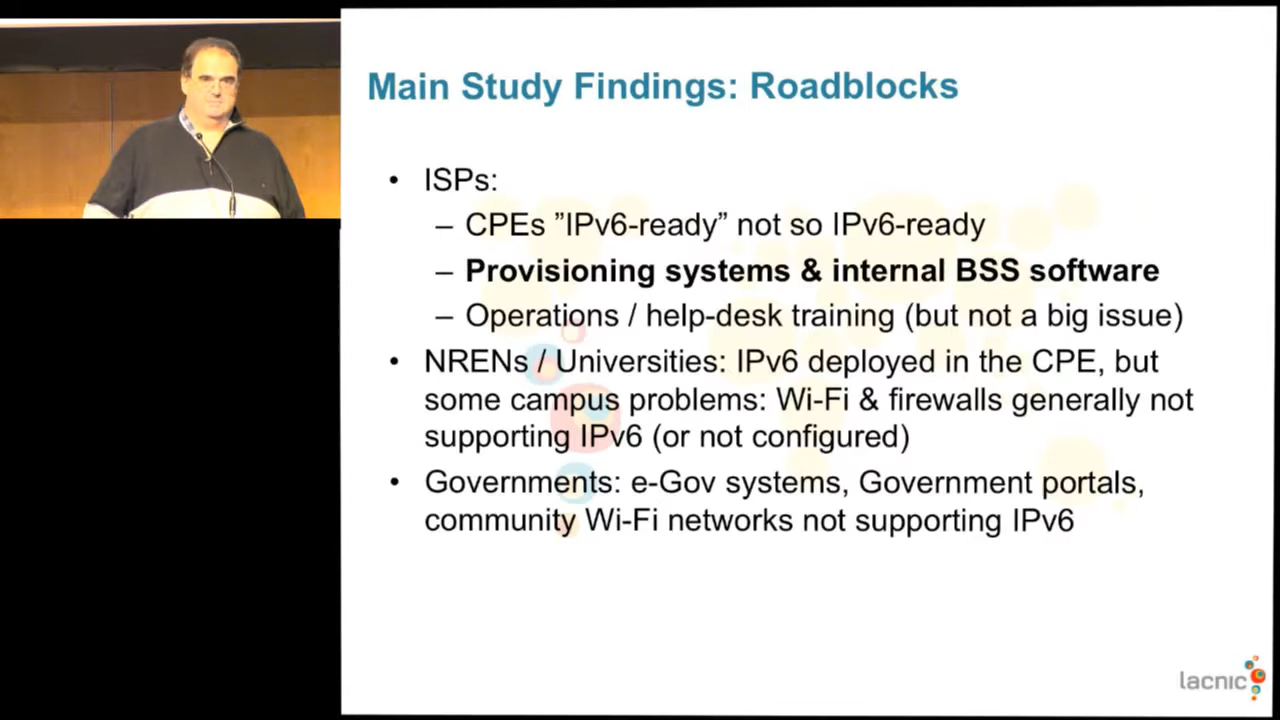 Main Study Findings: Roadblocks
• ISPs:
– CPEs ”IPv6-ready” not so IPv6-ready
– Provisioning systems & internal BSS software
– Operations / help-desk training (but not a big issue)
• NRENs / Universities: IPv6 deployed in the CPE, but
some campus problems: Wi-Fi & firewalls generally not
supporting IPv6 (or not configured)
• Governments: e-Gov systems, Government portals,
community Wi-Fi networks not supporting IPv6
lacnic